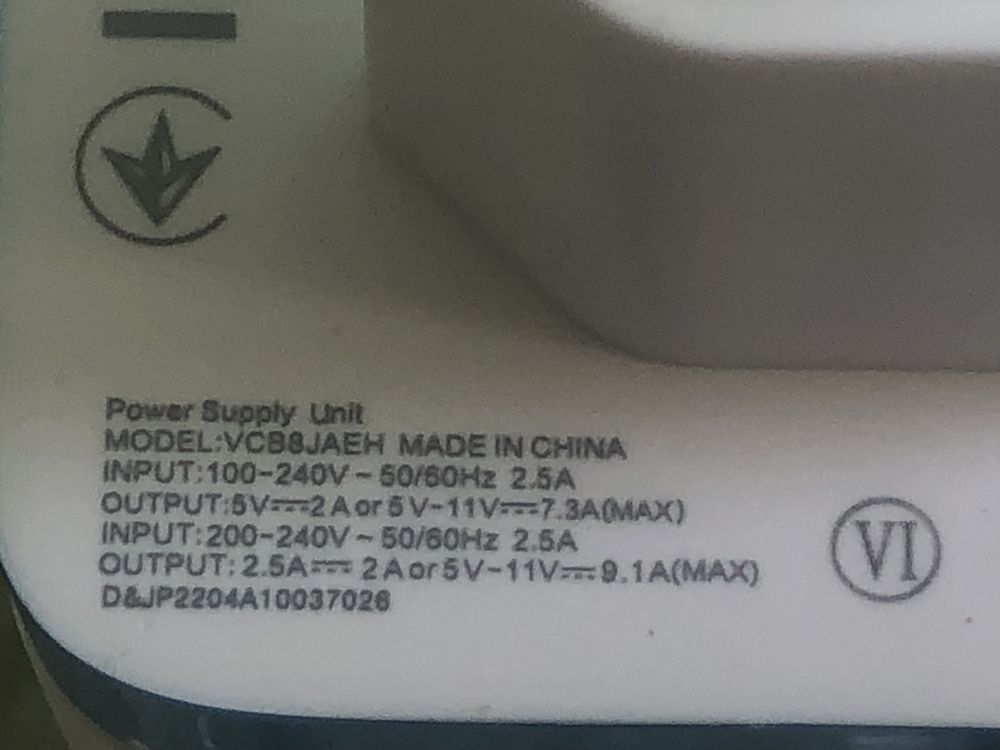 Power Supply Unit
MODEL:VCB8JAEH MADE IN CHINA
INPUT:100-240V~50/60Hz 2.5A
OUTPUT:5V⎓2A or 5V-11V⎓7.3A(MAX)
INPUT:200-240V~50/60Hz 2.5A
OUTPUT: 2.5A⎓ 2A or 5V-11V⎓9.1A(MAX)
D&JP2204A10037026
VI